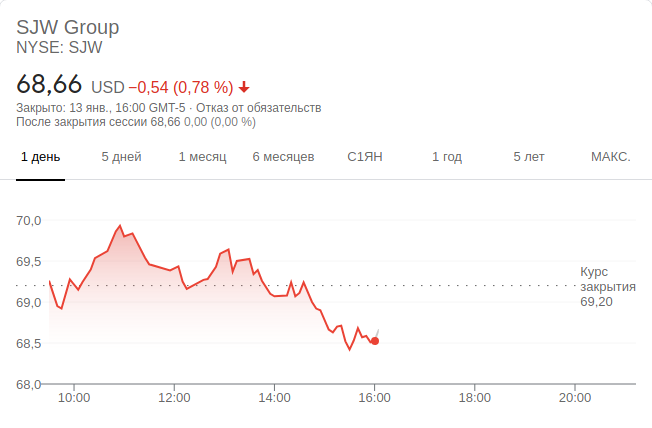 SJW Group
NYSE: SJW
68,66 USD −0,54 (0,78 %)
Закрыто: 13 янв., 16:00 GMT-5 · Отказ от обязательств
После закрытия сессии 68,66 0,00 (0,00 %)
1 день 5 дней 1 месяц 6 месяцев С1ЯН 1 год 5 лет МАКС.
70,0
69,5
Курс
закрытия
69,20
69,0
68,5
68,0
10:00 12:00 14:00 16:00 18:00 20:00